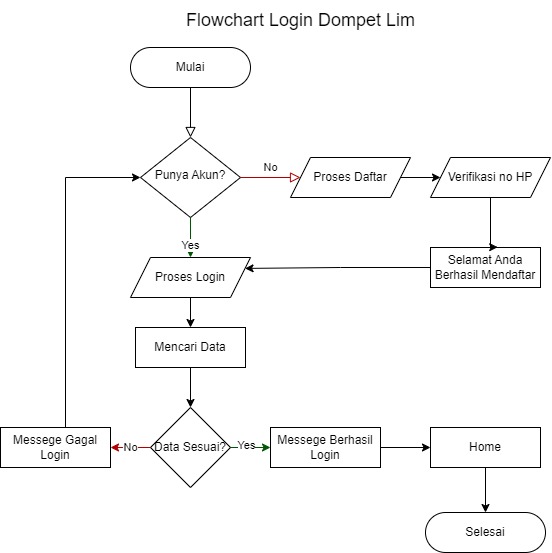 Flowchart Login Dompet Lim
Mulai
Punya Akun?
No
Proses Daftar
Verifikasi no HP
Yes
Selamat Anda
Berhasil Mendaftar
Proses Login
Mencari Data
Messege Gagal
Login
No
Data Sesuai?
Yes
Messege Berhasil
Login
Home
Selesai